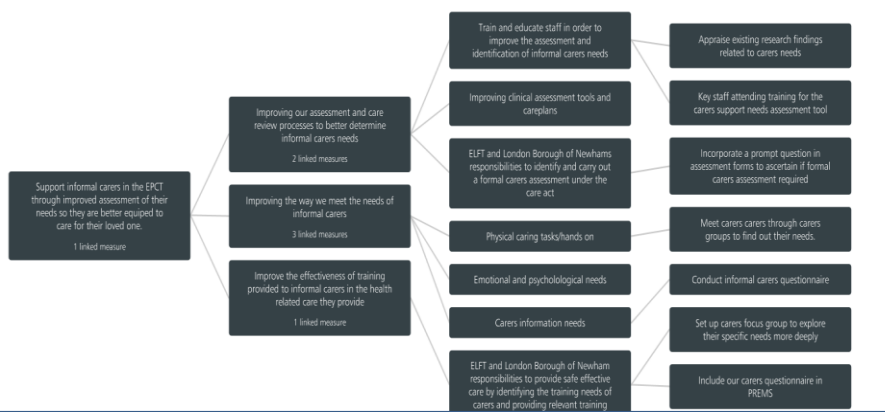 Support informal carers in the EPCT
through improved assessment of their
needs so they are better equiped to
care for their loved one.
1 linked measure
Improving our assessment and care
review processes to better determine
informal carers needs
2 linked measures
Improving the way we meet the needs of
informal carers
3 linked measures
Improve the effectiveness of training
provided to informal carers in the health
related care they provide
1 linked measure
Train and educate staff in order to
improve the assessment and
identification of informal carers needs
Improving clinical assessment tools and
careplans
ELFT and London Borough of Newhams
responsibilities to identify and carry out
a formal carers assessment under the
care act
Physical caring tasks/hands on
Emotional and psycholological needs
Carers information needs
ELFT and London Borough of Newham
responsibilities to provide safe effective
care by identifying the training needs of
carers and providing relevant training
Appraise existing research findings
related to carers needs
Key staff attending training for the
carers support needs assessment tool
Incorporate a prompt question in
assessment forms to ascertain if formal
carers assessment required
Meet carers carers through carers
groups to find out their needs.
Conduct informal carers questionnaire
Set up carers focus group to explore
their specific needs more deeply
Include our carers questionnaire in
PREMS